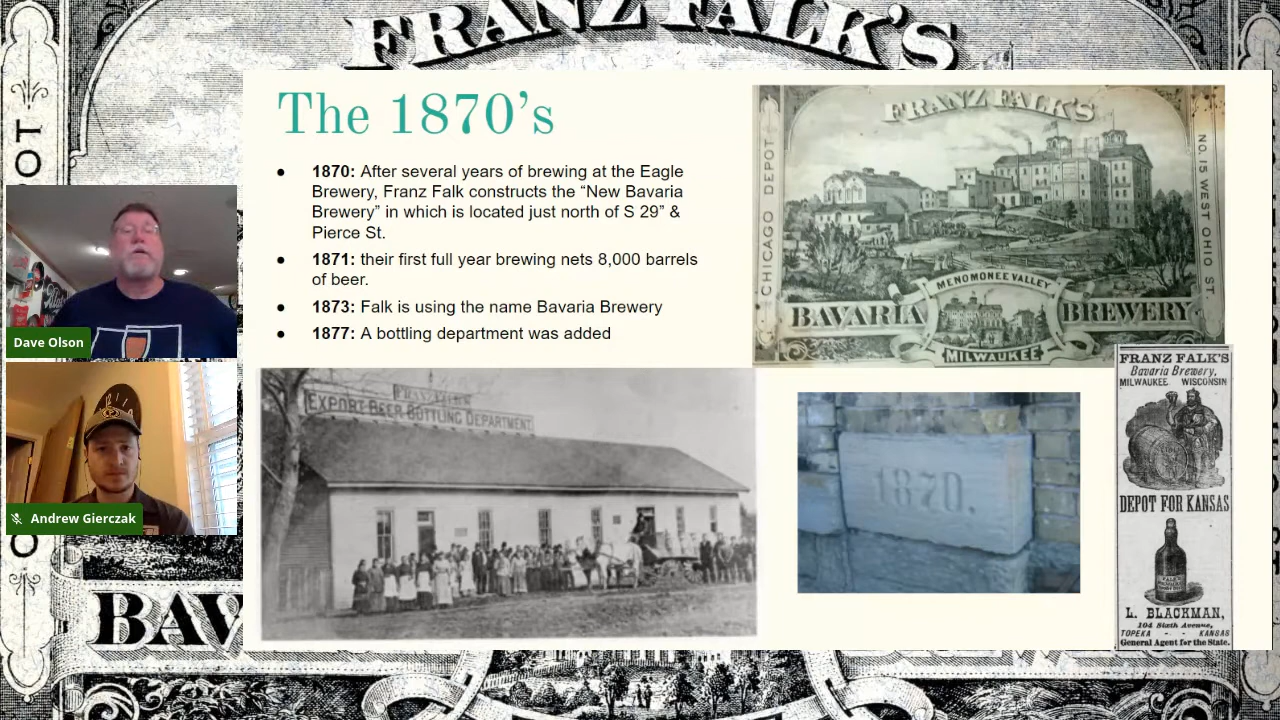 FRANZ FALK'S
The 1870's
● 1870: After several years of brewing at the Eagle
Brewery, Franz Falk constructs the “New Bavaria
Brewery” in which is located just north of S 29” &
Pierce St.
● 1871: their first full year brewing nets 8,000 barrels
of beer.
● 1873: Falk is using the name Bavaria Brewery
● 1877: A bottling department was added
FRANZ FALK'S
CHICAGO DEPOT
NO. 15 WEST OHIO ST.
MENOMONEE VALLEY
BAVARIA BREWERY
MILWAUKEE
OT
Dave Olson
Andrew Gierczak
FRANZ FALK'S
EXPORT BEER BOTTLING DEPARTMENT
1870.
FRANZ FALK'S
Bavaria Brewery,
MILWAUKEE WISCONSIN
DEPOT FOR KANSAS
L. BLACKMAN,
104 Sixth Avenue,
TOPEKA - - KANSAS
General Agent for the State.
BAV